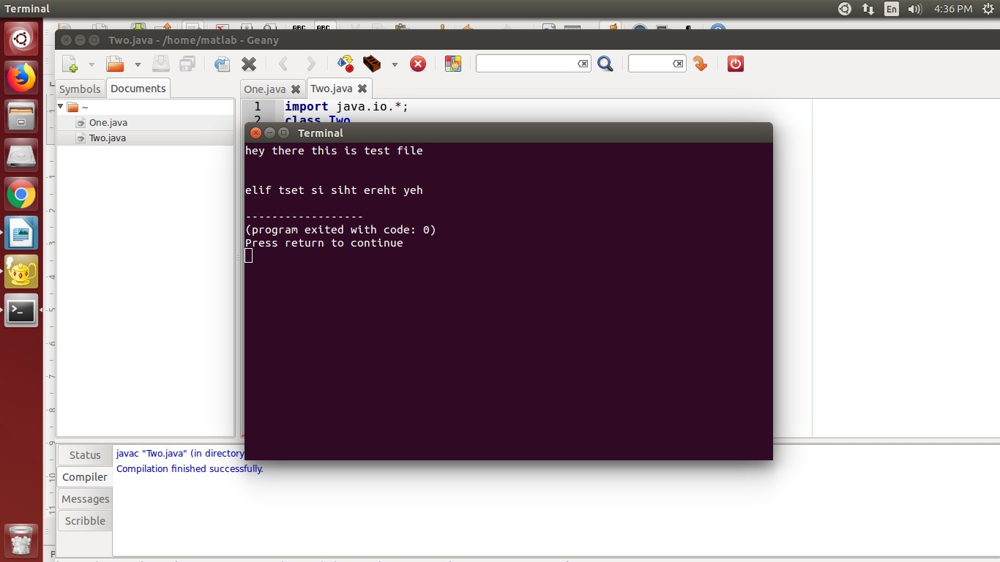 Terminal
En
4:36 PM
Two.java - /home/matlab - Geany
Symbols
Documents
One.java
Two.java
~
One.java
Two.java
1 import java.io.*;
2 class Two
Terminal
hey there this is test file
elif tset si siht ereht yeh
------------------
(program exited with code: 0)
Press return to continue
Status
Compiler
Messages
Scribble
javac "Two.java" (in directory
Compilation finished successfully.